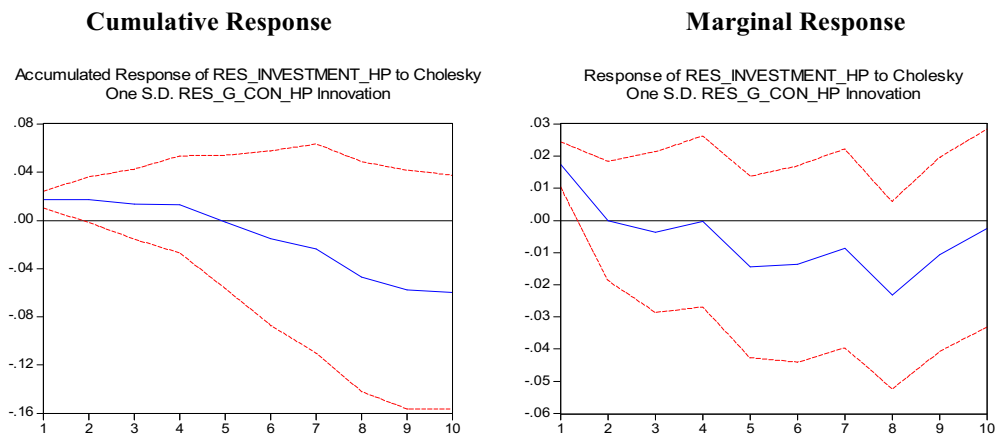 Cumulative Response
Accumulated Response of RES_INVESTMENT_HP to Cholesky
One S.D. RES_G_CON_HP Innovation
.08
.04
.00
-.04
-.08
-.12
-.16
1 2 3 4 5 6 7 8 9 10
Marginal Response
Response of RES_INVESTMENT_HP to Cholesky
One S.D. RES_G_CON_HP Innovation
.03
.02
.01
.00
-.01
-.02
-.03
-.04
-.05
-.06
1 2 3 4 5 6 7 8 9 10